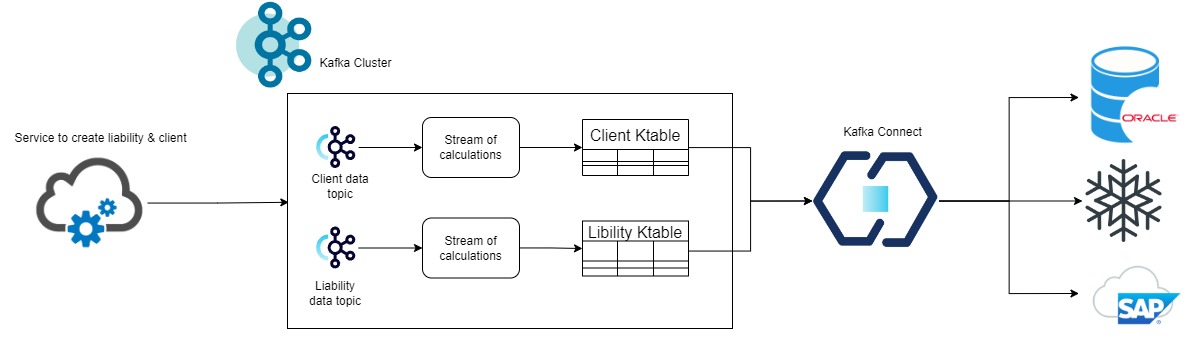 Kafka Cluster
Service to create liability & client
Client data
topic
Stream of
calculations
Client Ktable
Liability
data topic
Stream of
calculations
Libility Ktable
Kafka Connect
ORACLE
SAP